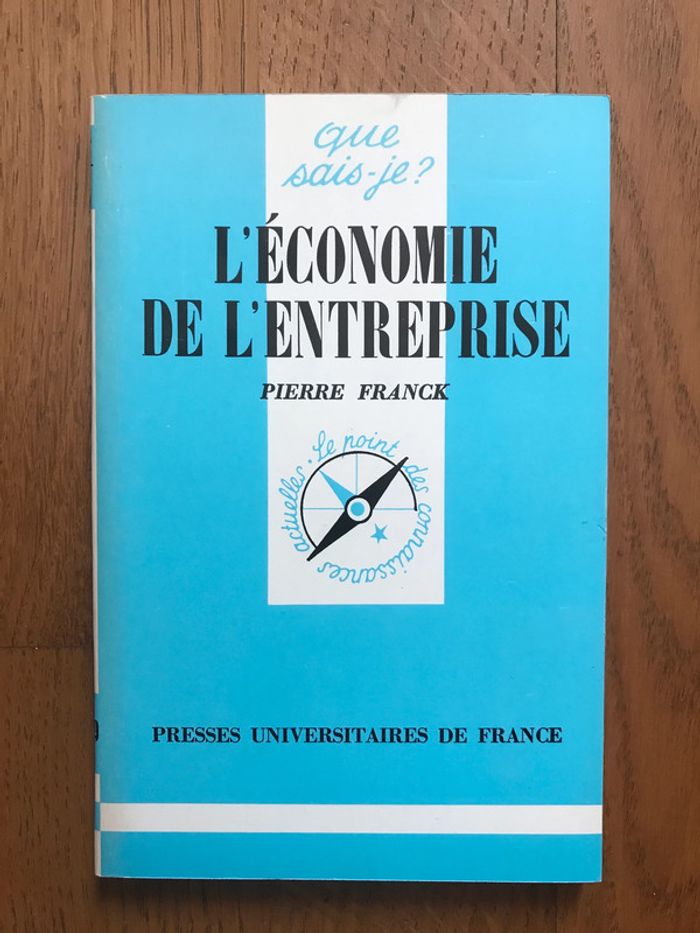 que
sais-je?
L'ÉCONOMIE
DE L'ENTREPRISE
PIERRE FRANCK
Le point des connaissances actuelles.
PRESSES UNIVERSITAIRES DE FRANCE